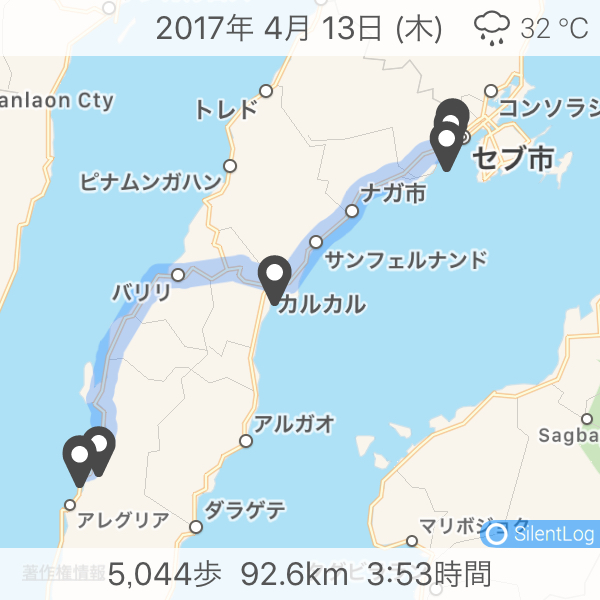 2017年 4月 13日 (木)
32 ℃
anlaon Cty
トレド
コンソラシ
セブ市
ピナムンガハン
ナガ市
サンフェルナンド
バリリ
カルカル
アルガオ
Sagba
アレグリア
ダラゲテ
マリボジョク
SilentLog
著作権情報
5,044歩 92.6km 3:53時間